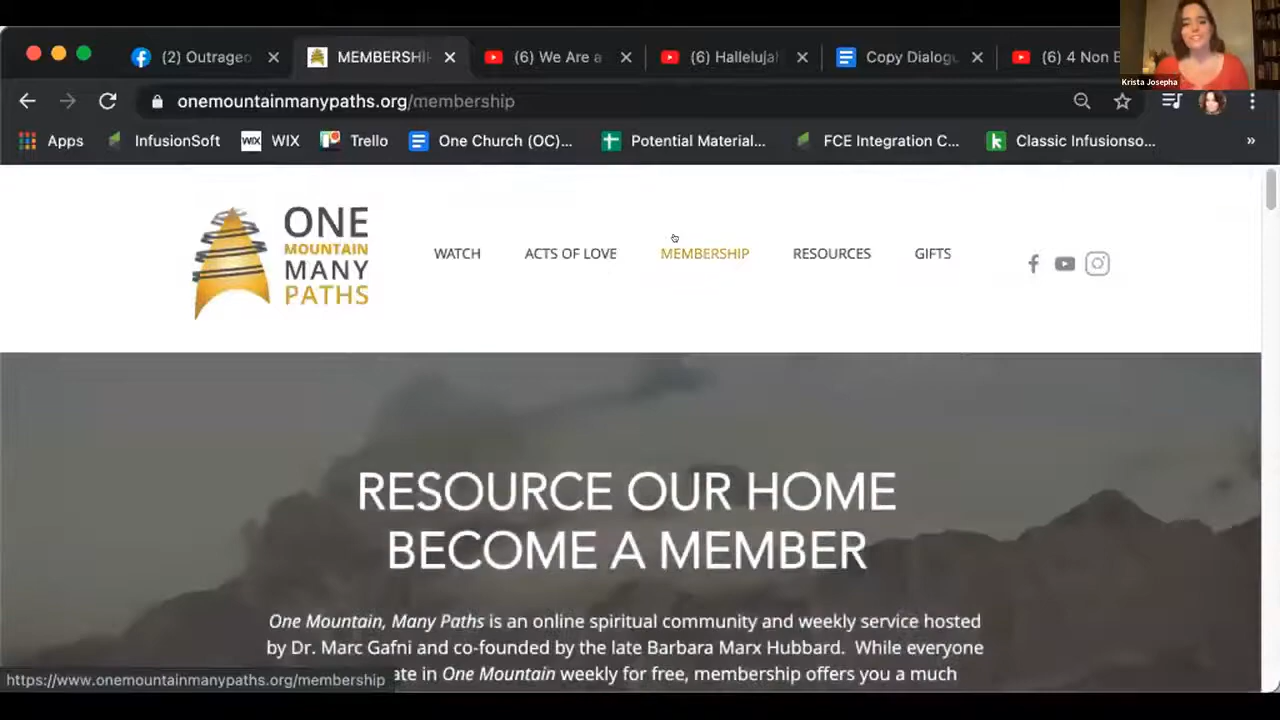 Krista Josepha
(2) Outrageo
MEMBERSHI
(6) We Are a
(6) Hallelujal
Copy Dialogu
(6) 4 Non B
onemountainmanypaths.org/membership
Apps
InfusionSoft
WIX WIX
Trello
One Church (OC)...
Potential Material...
FCE Integration C...
Classic Infusionso...
»
ONE
MOUNTAIN
MANY
PATHS
WATCH
ACTS OF LOVE
MEMBERSHIP
RESOURCES
GIFTS
RESOURCE OUR HOME
BECOME A MEMBER
One Mountain, Many Paths is an online spiritual community and weekly service hosted
by Dr. Marc Gafni and co-founded by the late Barbara Marx Hubbard. While everyone
ate in One Mountain weekly for free, membership offers you a much
https://www.onemountainmanypaths.org/membership